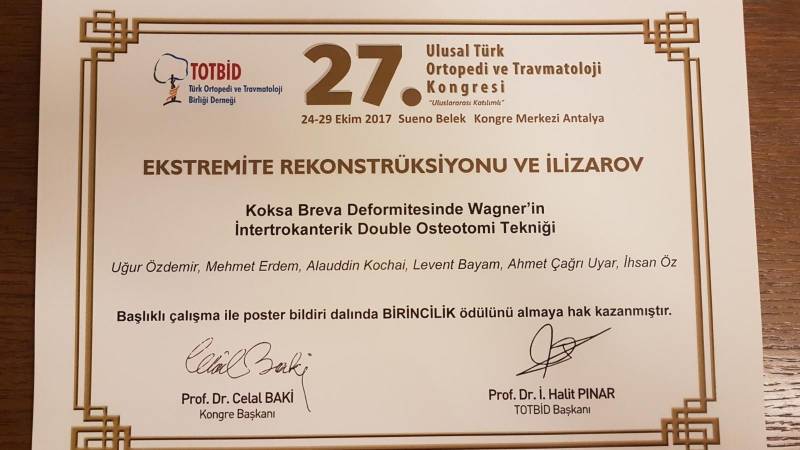 TOTBİD
Türk Ortopedi ve Travmatoloji
Birliği Derneği
27.
Ulusal Türk
Ortopedi ve Travmatoloji
Kongresi
"Uluslararası Katılımlı"
24-29 Ekim 2017 Sueno Belek Kongre Merkezi Antalya
EKSTREMİTE REKONSTRÜKSİYONU VE İLİZAROV
Koksa Breva Deformitesinde Wagner'in
İntertrokanterik Double Osteotomi Tekniği
Uğur Özdemir, Mehmet Erdem, Alauddin Kochai, Levent Bayam, Ahmet Çağrı Uyar, İhsan Öz
Başlıklı çalışma ile poster bildiri dalında BİRİNCİLİK ödülünü almaya hak kazanmıştır.
Celal Baki
Prof. Dr. Celal BAKİ
Kongre Başkanı
Prof. Dr. İ. Halit PINAR
TOTBİD Başkanı